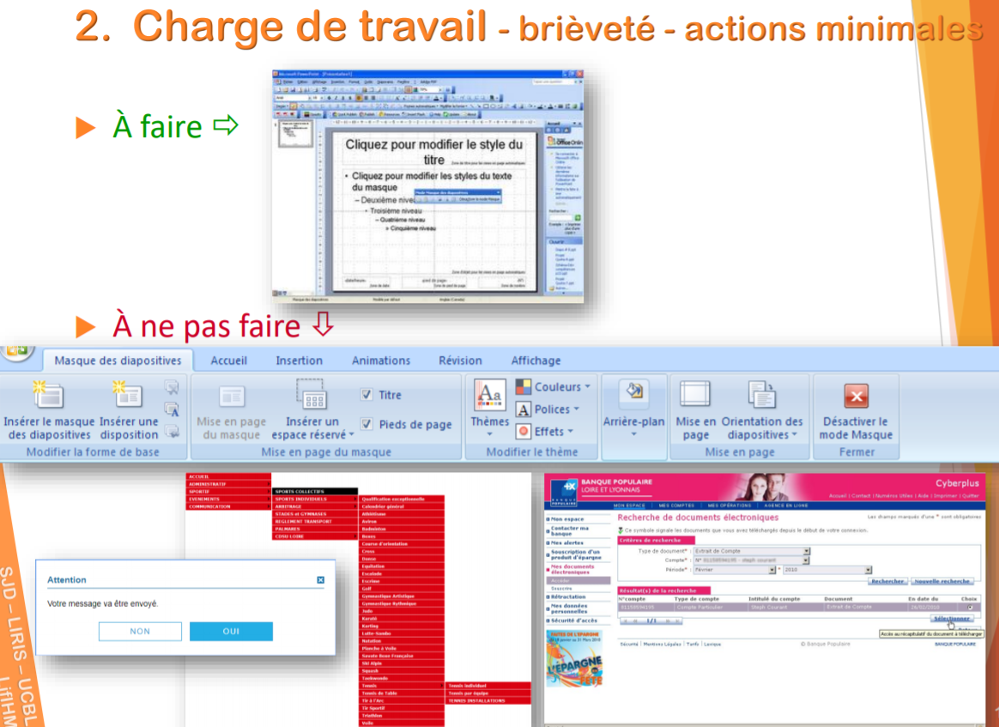 2. Charge de travail - brièveté - actions minimales
À faire
Cliquez pour modifier le style du
titre
• Cliquez pour modifier les styles du texte
du masque
– Deuxième
• Troisième niveau
– Quatrième niveau
» Cinquième niveau
À ne pas faire
Masque des diapositives Accueil Insertion Animations Révision Affichage
Insérer le masque des diapositives
Insérer une disposition
Modifier la forme de base
Mise en page du masque
Insérer un espace réservé
Titre
Pieds de page
Mise en page du masque
Thèmes
Couleurs
Polices
Effets
Modifier le thème
Arrière-plan
Mise en page
Orientation des diapositives
Mise en page
Désactiver le mode Masque
Fermer
ACCUEIL
ADMINISTRATIF
SPORTIF
EVENEMENTS
COMMUNICATION
SPORTS COLLECTIFS
SPORTS INDIVIDUELS
ARBITRAGE
STADES et GYMNASES
REGLEMENT TRANSPORT
PALMARES
CDSU LOIRE
Qualification exceptionnelle
Calendrier général
Athlétisme
Aviron
Badminton
Boxes
Course d'orientation
Cross
Danse
Equitation
Escalade
Escrime
Golf
Gymnastique Artistique
Gymnastique Rythmique
Judo
Karaté
Karting
Lutte-Sambo
Natation
Planche à Voile
Savate Boxe Française
Ski Alpin
Squash
Taekwondo
Tennis
Tennis de Table
Tir à l'Arc
Tir Sportif
Triathlon
Voile
Tennis individuel
Tennis par équipe
TENNIS INSTALLATIONS
Attention
Votre message va être envoyé.
NON OUI
BANQUE POPULAIRE
LOIRE ET LYONNAIS
BANQUE
POPULAIRE
Cyberplus
Accueil | Contact | Numéros Utiles | Aide | Imprimer | Quitter
MON ESPACE MES COMPTES MES OPÉRATIONS AGENCE EN LIGNE
Mon espace
Contacter ma
banque
Mes alertes
Souscription d'un
produit d'épargne
Mes documents
électroniques
Accéder
Souscrire
Rétractation
Mes données
personnelles
Sécurité d'accès
Recherche de documents électroniques
Les champs marqués d'une * sont obligatoires
Ce symbole signale les documents que vous avez téléchargés depuis le début de votre connexion.
Critères de recherche
Type de document* : Extrait de Compte
Compte* : N° 01150594195 - steph courant
Période* : Février * 2010
Rechercher Nouvelle recherche
Résultat(s) de la recherche
N°compte Type de compte Intitulé du compte Document En date du Choix
01150594195 Compte Particulier Steph Courant Extrait de Compte 26/02/2010
1/1
Sélectionner
Accès au récapitulatif du document à télécharger
Sécurité | Mentions Légales | Tarifs | Lexique
© Banque Populaire
BANQUE POPULAIRE
L'EPARGNE
EN FÊTE
SJD – LIRIS – UCBL
LifIHM